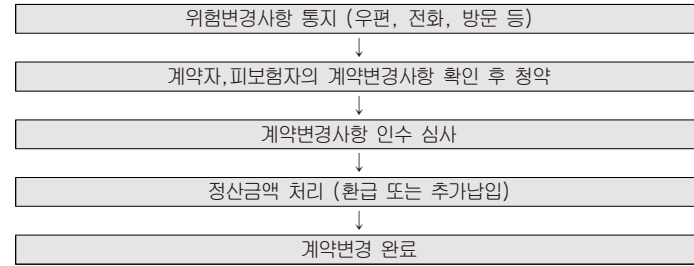 위험변경사항 통지 (우편, 전화, 방문 등)
↓
계약자,피보험자의 계약변경사항 확인 후 청약
↓
계약변경사항 인수 심사
↓
정산금액 처리 (환급 또는 추가납입)
↓
계약변경 완료